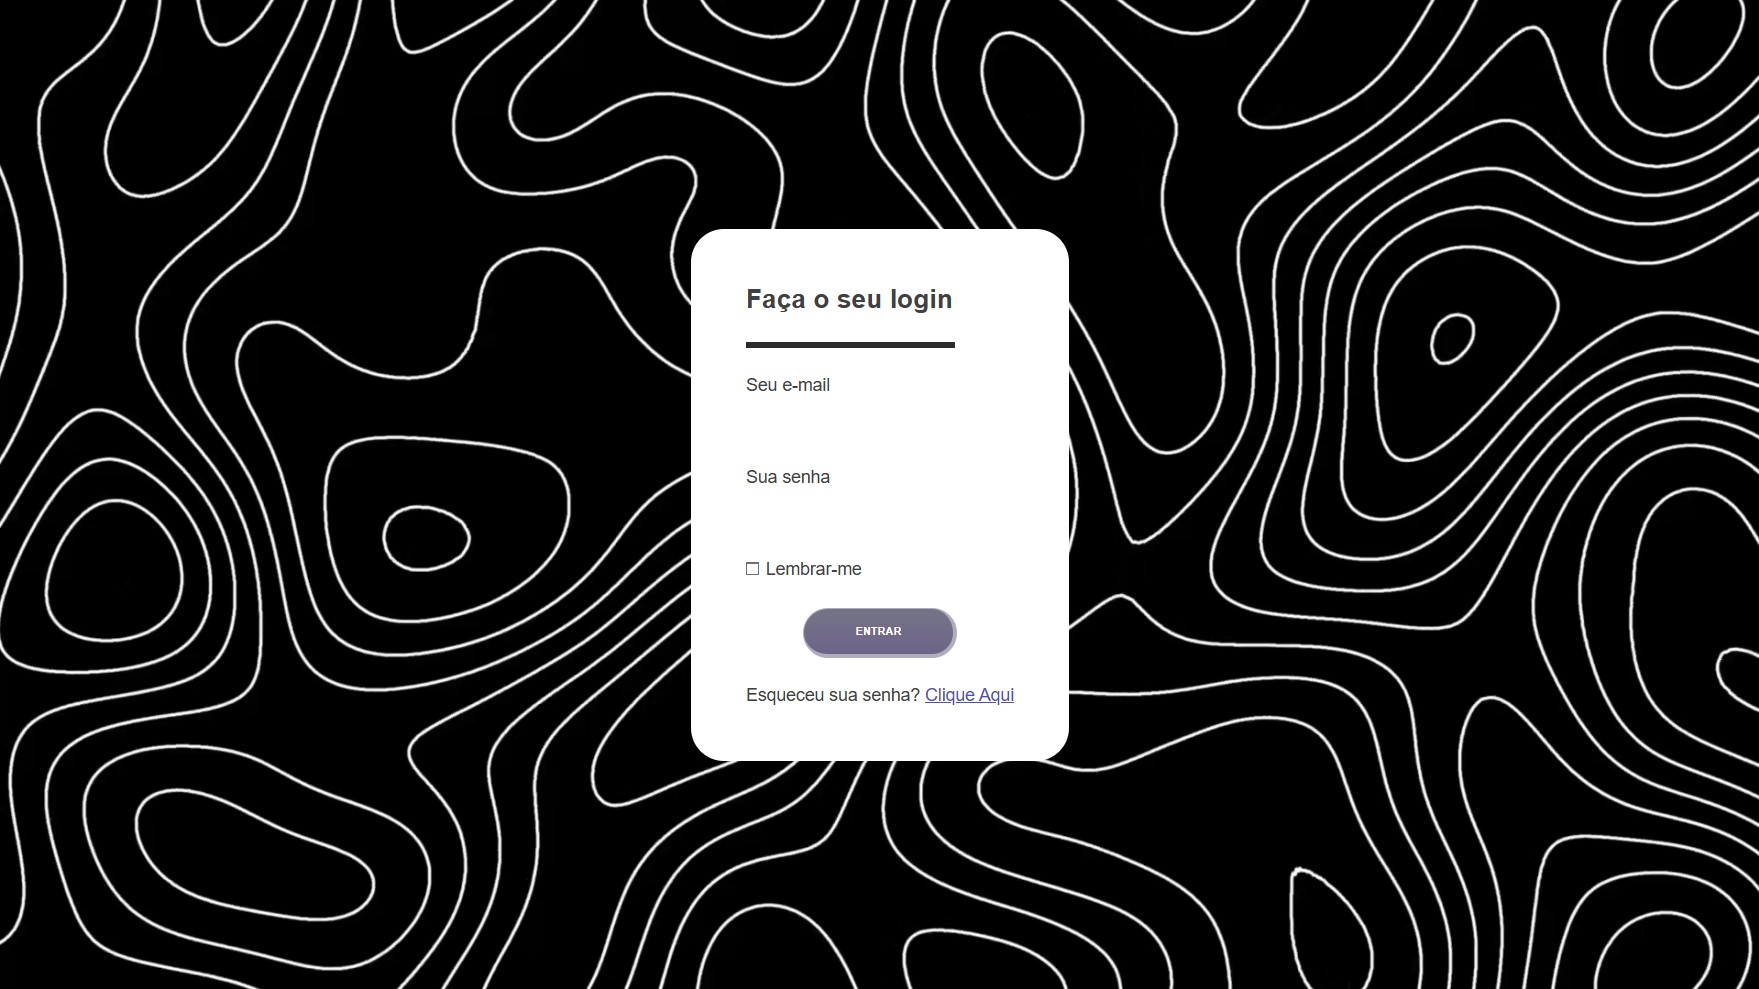 Faça o seu login
Seu e-mail
Sua senha
Lembrar-me
ENTRAR
Esqueceu sua senha? Clique Aqui